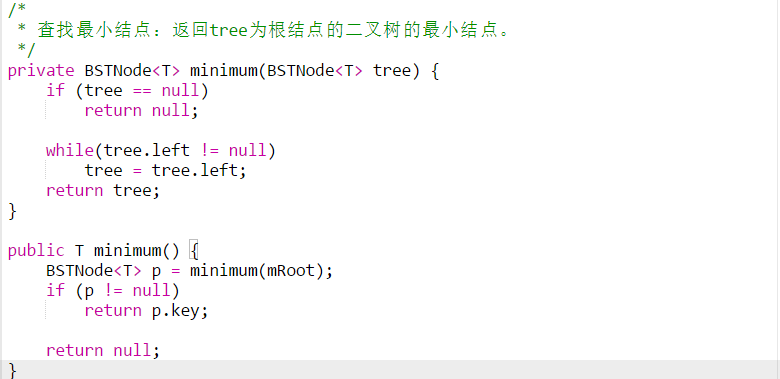 /*
 * 查找最小结点：返回tree为根结点的二叉树的最小结点。
 */
private BSTNode<T> minimum(BSTNode<T> tree) {
    if (tree == null)
        return null;

    while(tree.left != null)
        tree = tree.left;
    return tree;
}

public T minimum() {
    BSTNode<T> p = minimum(mRoot);
    if (p != null)
        return p.key;

    return null;
}